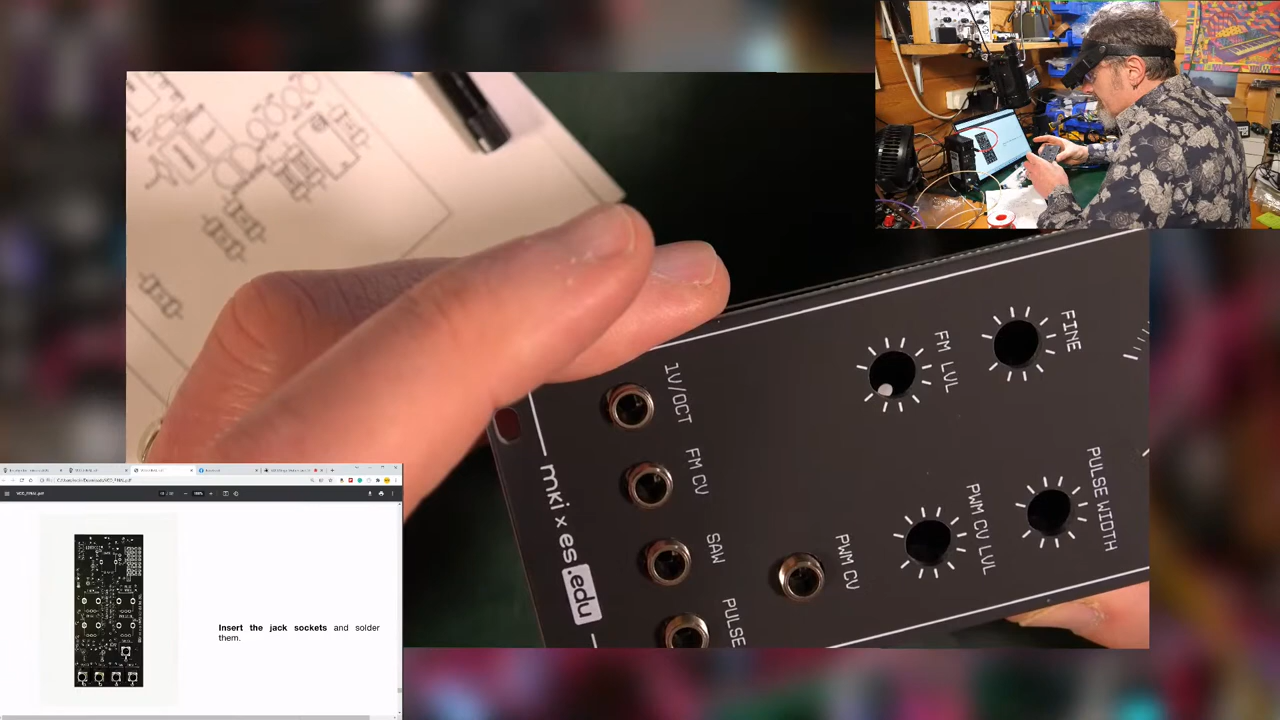 1V/OCT
FM CV
SAW
PULSE
PWM CV
FM LVL
FINE
PWM CV LVL
PULSE WIDTH
mki x es.edu
Insert the jack sockets and solder
them.